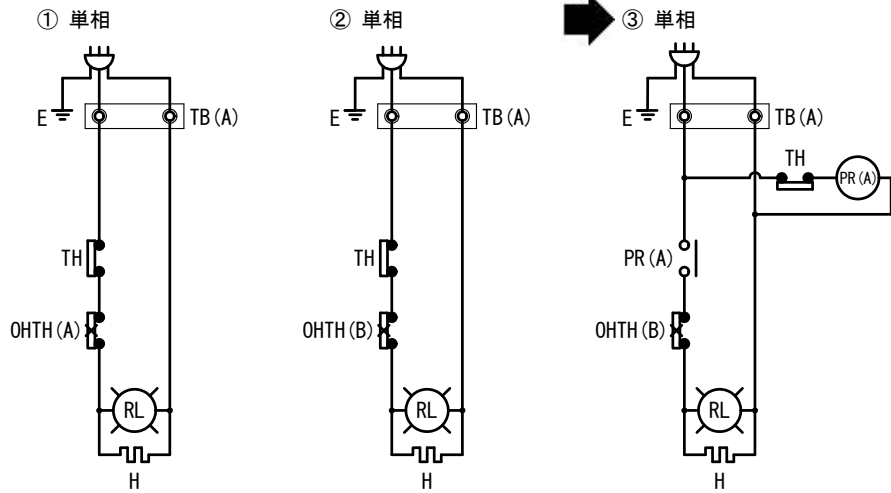 ① 単相
E
TB(A)
TH
OHTH(A)
RL
H
② 単相
E
TB(A)
TH
OHTH(B)
RL
H
③ 単相
E
TB(A)
TH
PR(A)
PR(A)
OHTH(B)
RL
H